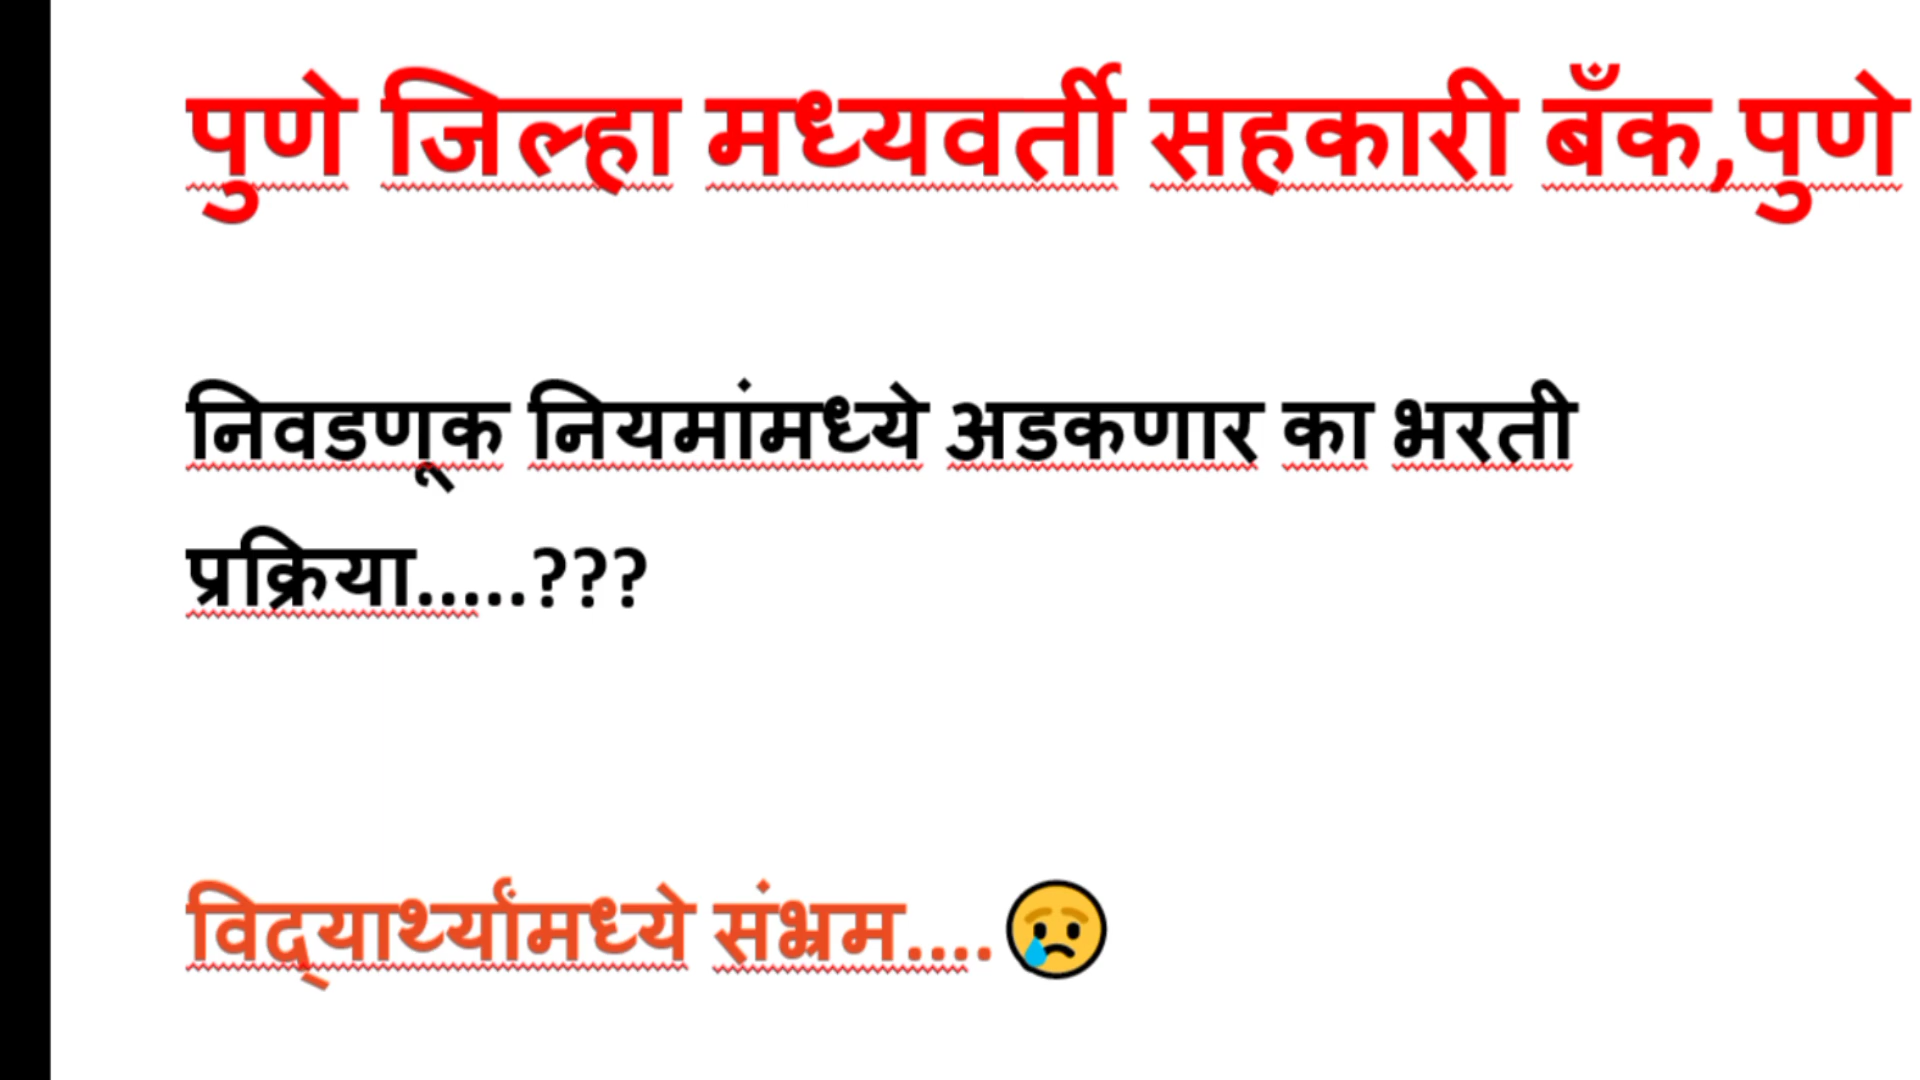 पुणे जिल्हा मध्यवर्ती सहकारी बँक,पुणे
निवडणूक नियमांमध्ये अडकणार का भरती
प्रक्रिया.....???
विद्‌यार्थ्यांमध्ये संभ्रम....😢